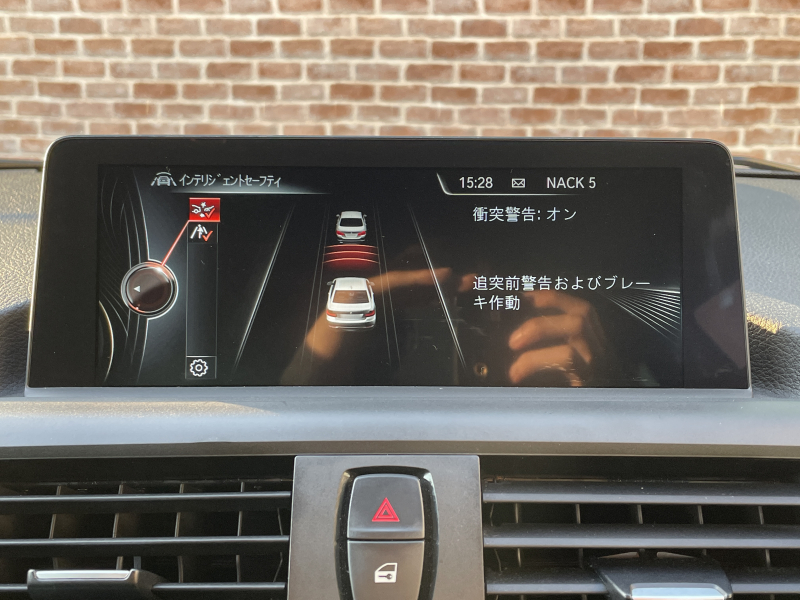 インテリジェントセーフティ
15:28
NACK 5
衝突警告: オン
追突前警告およびブレー
キ作動